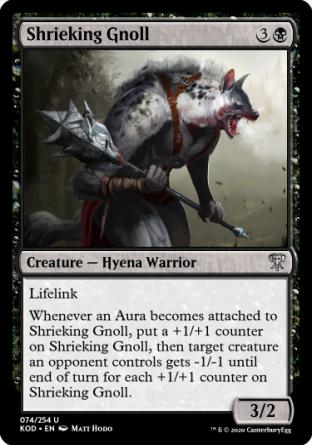 Shrieking Gnoll 3
Creature — Hyena Warrior
Lifelink
Whenever an Aura becomes attached to
Shrieking Gnoll, put a +1/+1 counter
on Shrieking Gnoll, then target creature
an opponent controls gets -1/-1 until
end of turn for each +1/+1 counter on
Shrieking Gnoll.
3/2
074/254 U
KOD • EN Matt Hodo
™ & © 2020 CanterburyEgg